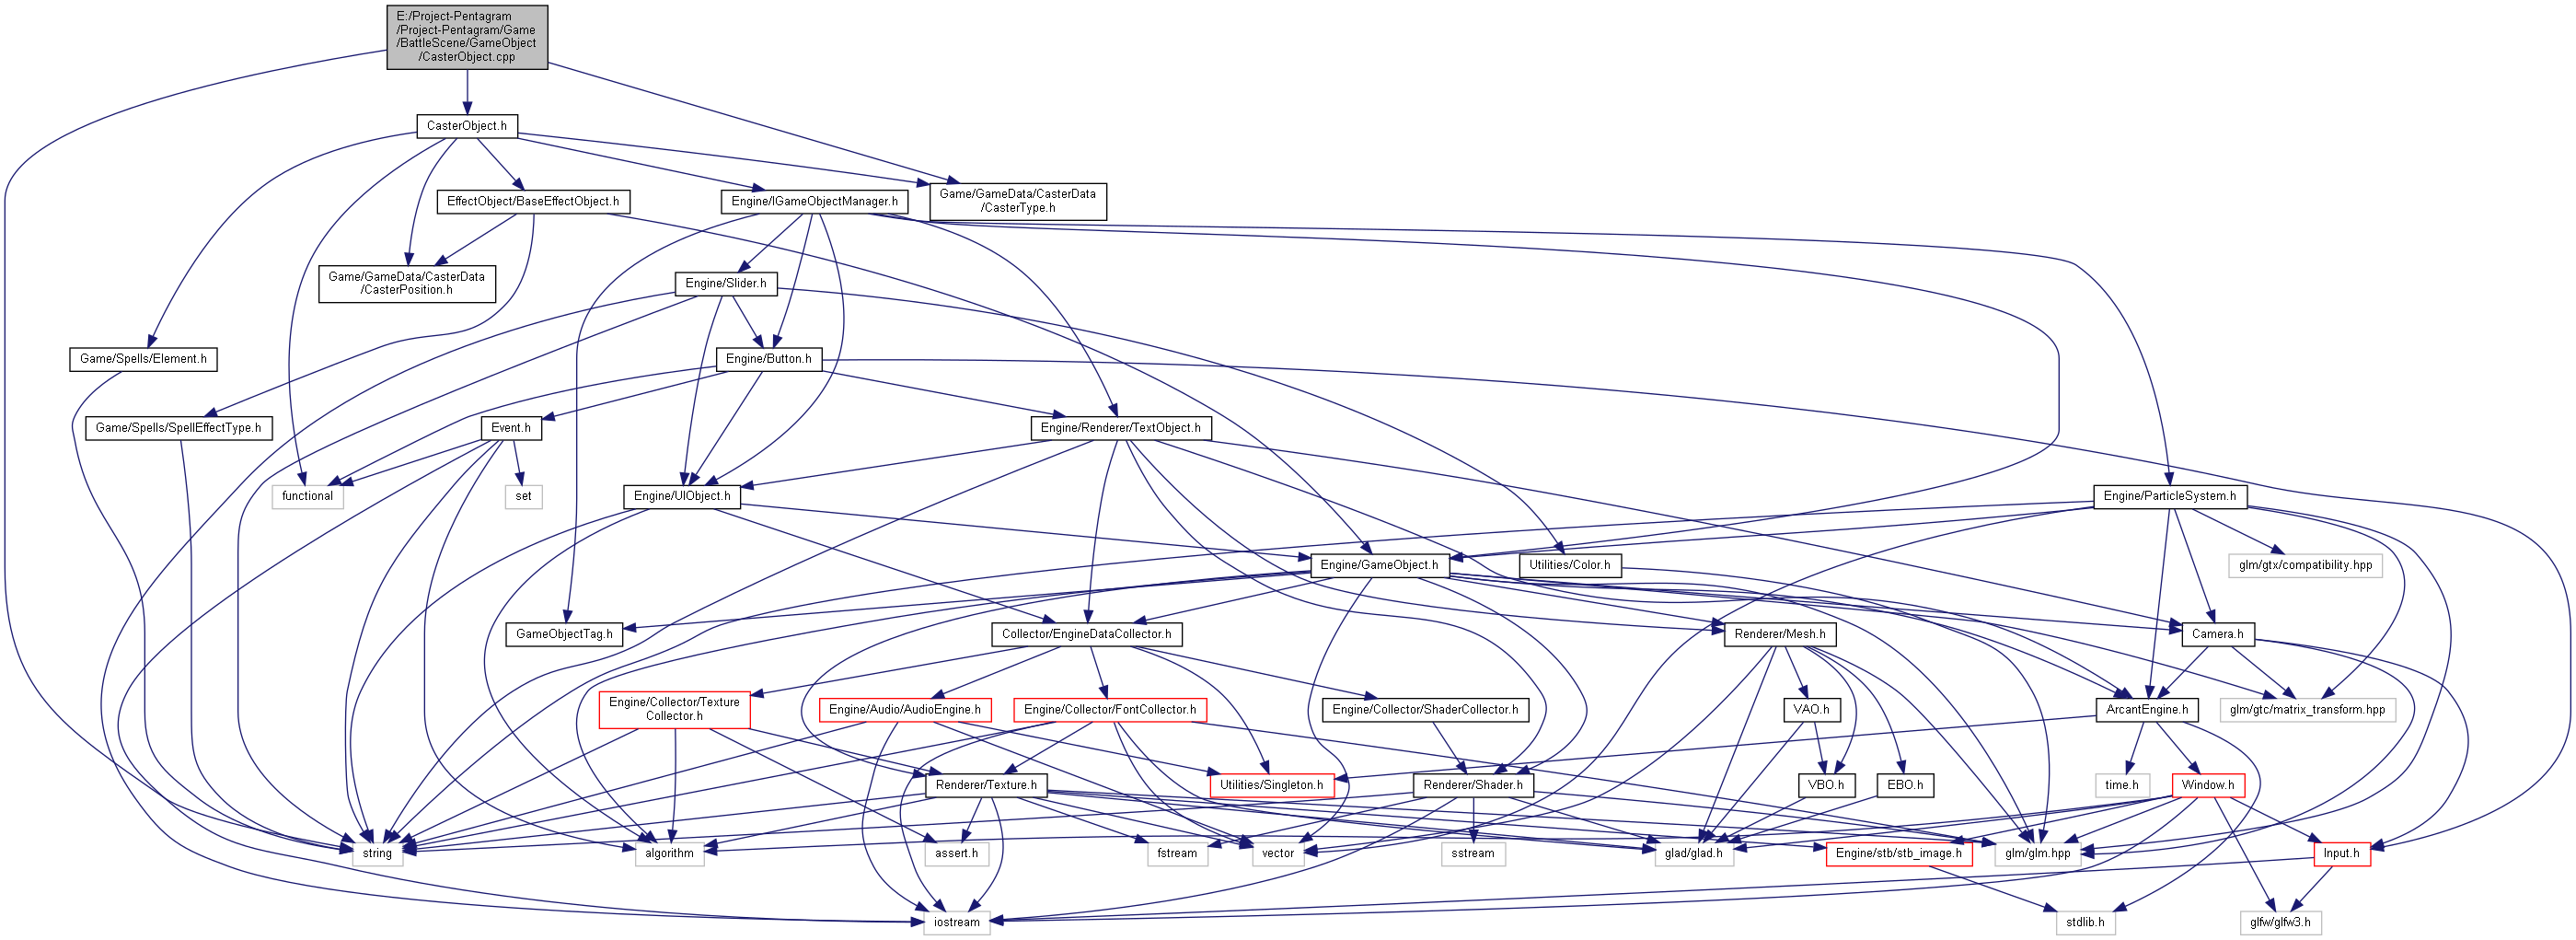 E:/Project-Pentagram
/Project-Pentagram/Game
/BattleScene/GameObject
/CasterObject.cpp
CasterObject.h
EffectObject/BaseEffectObject.h
Engine/IGameObjectManager.h
Game/GameData/CasterData
/CasterType.h
Game/GameData/CasterData
/CasterPosition.h
Engine/Slider.h
Game/Spells/Element.h
Engine/Button.h
Game/Spells/SpellEffectType.h
Event.h
Engine/Renderer/TextObject.h
functional
set
Engine/UIObject.h
Engine/ParticleSystem.h
Engine/GameObject.h
Utilities/Color.h
glm/gtx/compatibility.hpp
GameObjectTag.h
Collector/EngineDataCollector.h
Renderer/Mesh.h
Camera.h
Engine/Collector/Texture
Collector.h
Engine/Audio/AudioEngine.h
Engine/Collector/FontCollector.h
Engine/Collector/ShaderCollector.h
VAO.h
ArcantEngine.h
glm/gtc/matrix_transform.hpp
Renderer/Texture.h
Utilities/Singleton.h
Renderer/Shader.h
VBO.h
EBO.h
time.h
Window.h
string
algorithm
assert.h
fstream
vector
sstream
glad/glad.h
Engine/stb/stb_image.h
glm/glm.hpp
Input.h
iostream
stdlib.h
glfw/glfw3.h